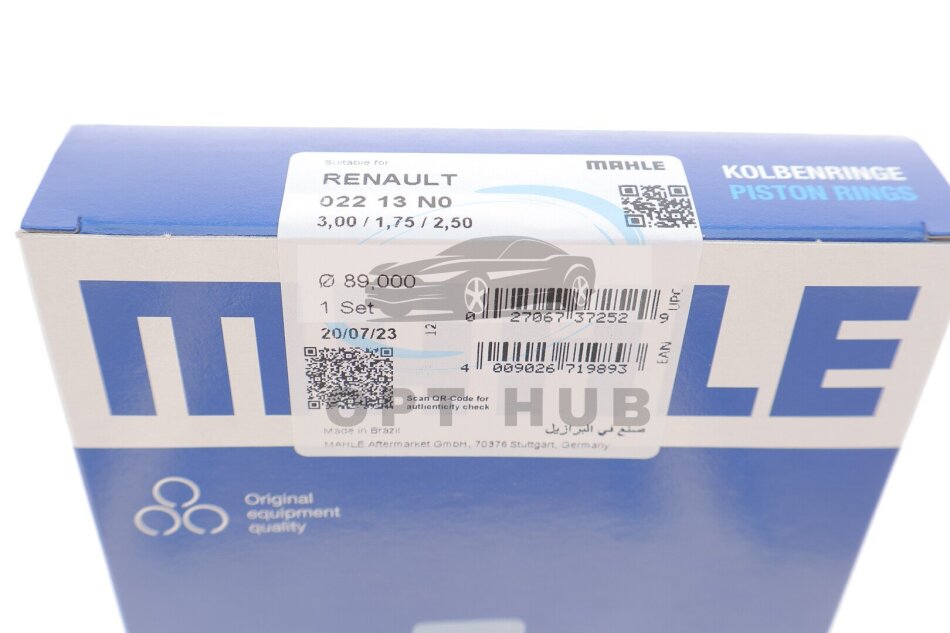 Suitable for
MAHLE
RENAULT
022 13 N0
3,00 / 1,75 / 2,50
KOLBENRINGE
PISTON RINGS
Ø 89,000
1 Set
20/07/23
12
0 27067 37252 9
UPC
4 009026 719893
EAN
Scan QR-Code for
authenticity check
Made in Brazil
صنع في البرازيل
MAHLE Aftermarket GmbH, 70376 Stuttgart, Germany
OPT HUB
MAHLE
Original
equipment
quality